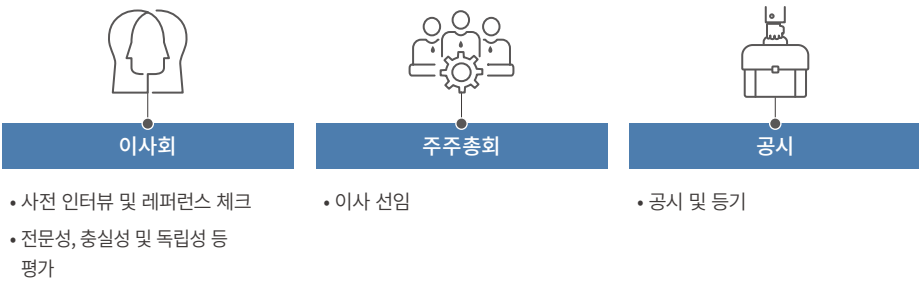 이사회
• 사전 인터뷰 및 레퍼런스 체크
• 전문성, 충실성 및 독립성 등
평가
주주총회
• 이사 선임
공시
• 공시 및 등기